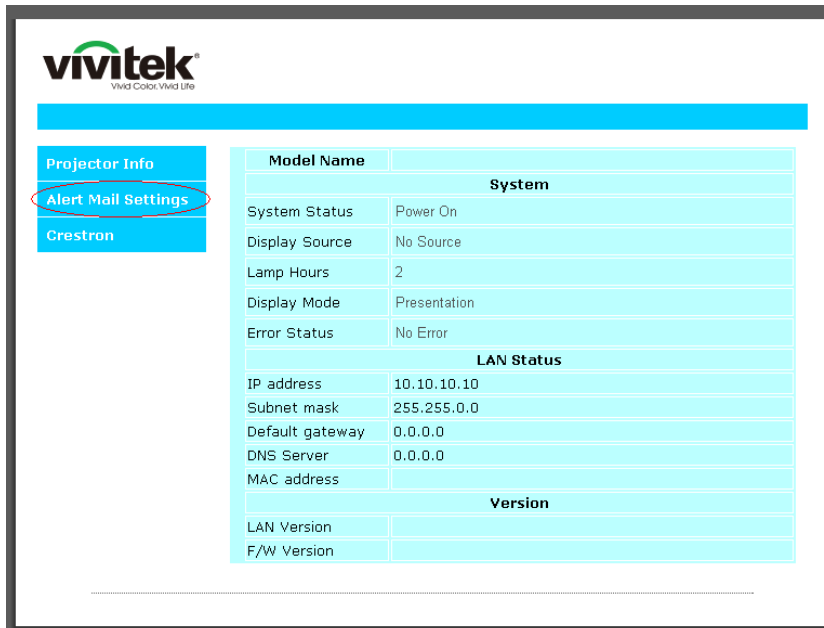 vivitek®
Vivid Color. Vivid Life
Projector Info
Alert Mail Settings
Crestron
Model Name
System
System Status Power On
Display Source No Source
Lamp Hours 2
Display Mode Presentation
Error Status No Error
LAN Status
IP address 10.10.10.10
Subnet mask 255.255.0.0
Default gateway 0.0.0.0
DNS Server 0.0.0.0
MAC address
Version
LAN Version
F/W Version